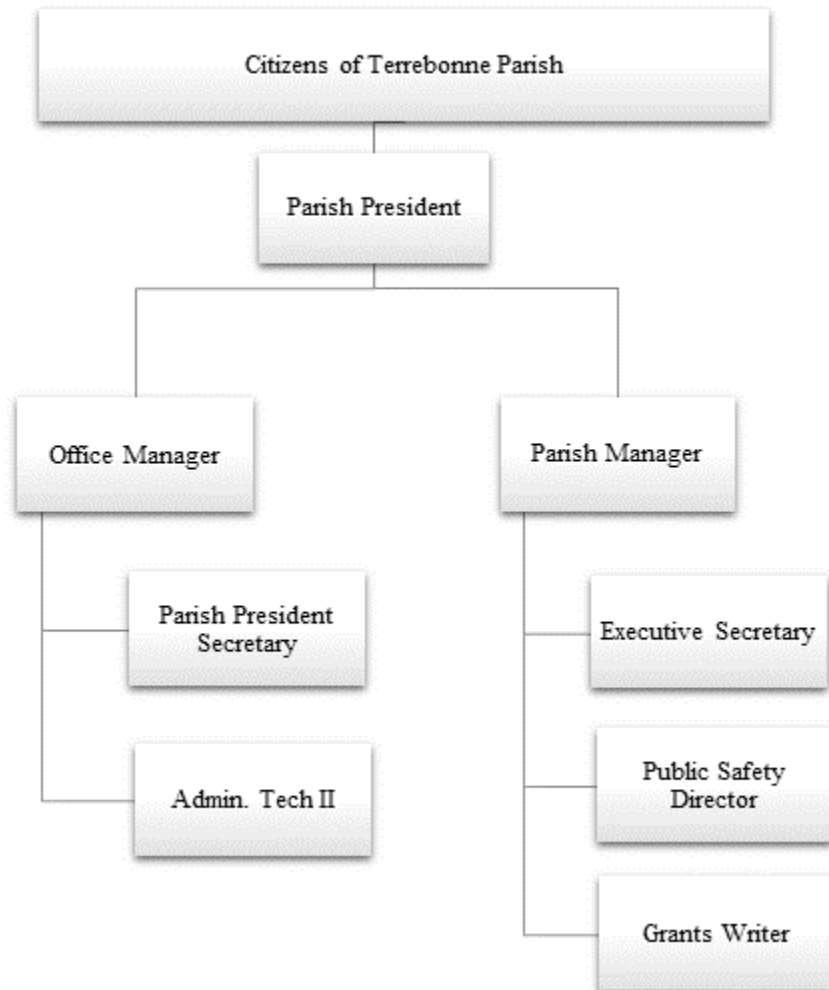 Citizens of Terrebonne Parish
Parish President
Office Manager
Parish Manager
Parish President
Secretary
Executive Secretary
Admin. Tech II
Public Safety
Director
Grants Writer